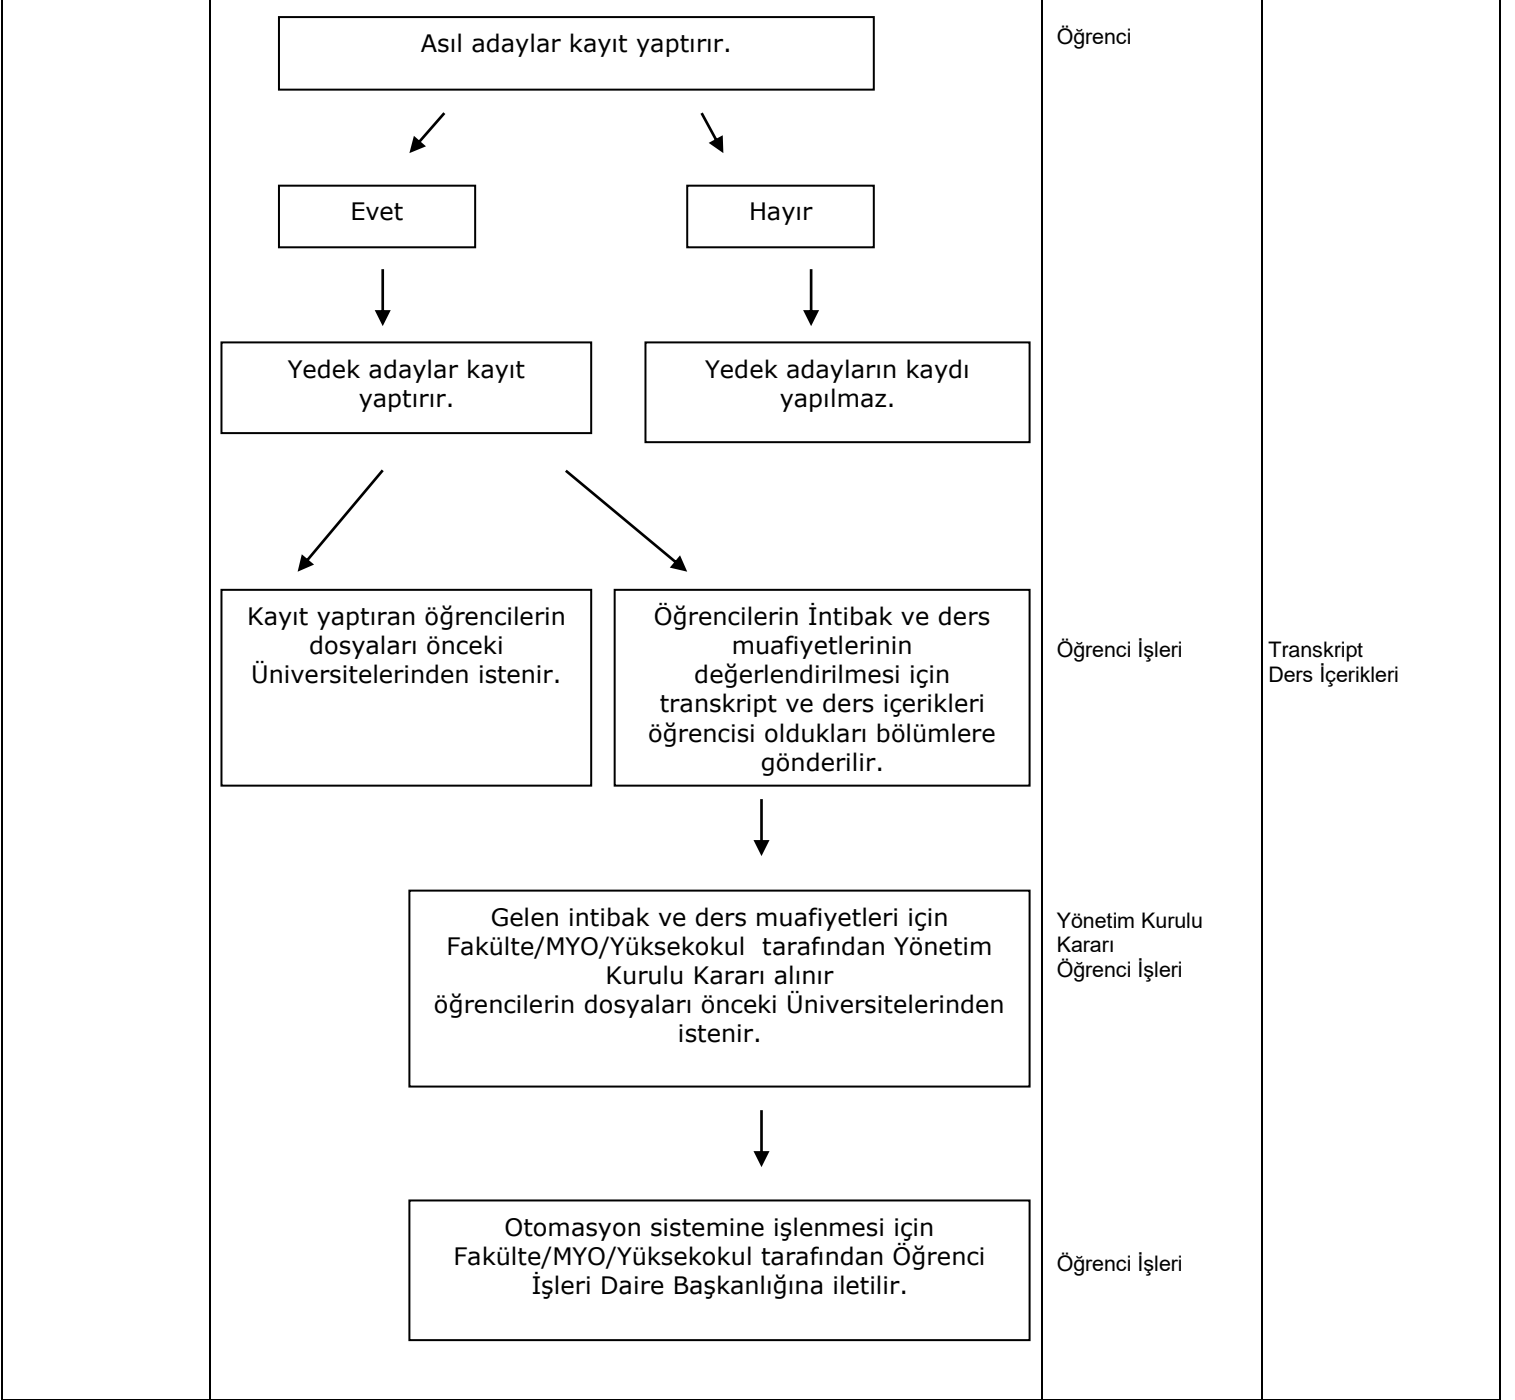 Asıl adaylar kayıt yaptırır.
Öğrenci
Evet
Hayır
Yedek adaylar kayıt
yaptırır.
Yedek adayların kaydı
yapılmaz.
Kayıt yaptıran öğrencilerin
dosyaları önceki
Üniversitelerinden istenir.
Öğrencilerin İntibak ve ders
muafiyetlerinin
değerlendirilmesi için
transkript ve ders içerikleri
öğrencisi oldukları bölümlere
gönderilir.
Öğrenci İşleri
Transkript
Ders İçerikleri
Gelen intibak ve ders muafiyetleri için
Fakülte/MYO/Yüksekokul  tarafından Yönetim
Kurulu Kararı alınır
öğrencilerin dosyaları önceki Üniversitelerinden
istenir.
Yönetim Kurulu
Kararı
Öğrenci İşleri
Otomasyon sistemine işlenmesi için
Fakülte/MYO/Yüksekokul tarafından Öğrenci
İşleri Daire Başkanlığına iletilir.
Öğrenci İşleri